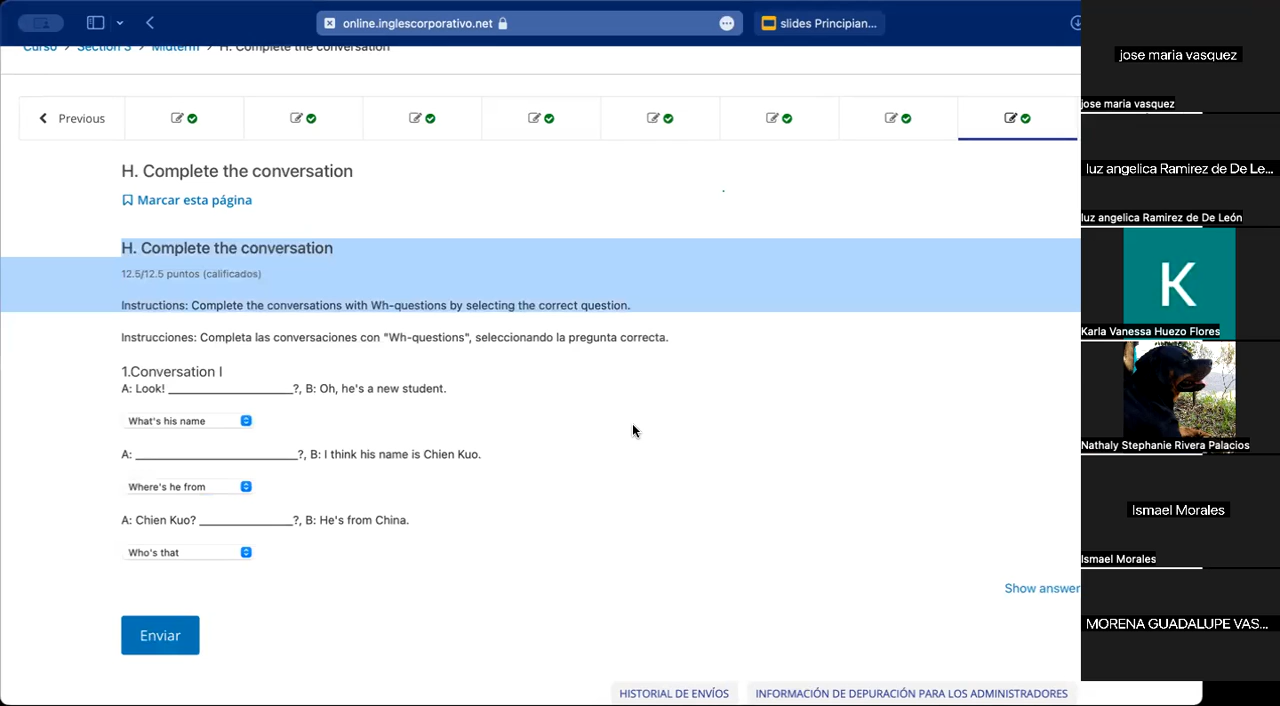 online.inglescorporativo.net
slides Principian...
Curso > Section 3 > Midterm > H. Complete the conversation
Previous
H. Complete the conversation
Marcar esta página
H. Complete the conversation
12.5/12.5 puntos (calificados)
Instructions: Complete the conversations with Wh-questions by selecting the correct question.
Instrucciones: Completa las conversaciones con "Wh-questions", seleccionando la pregunta correcta.
1.Conversation I
A: Look! ____________________?, B: Oh, he's a new student.
What's his name
A: __________________________?, B: I think his name is Chien Kuo.
Where's he from
A: Chien Kuo? _______________?, B: He's from China.
Who's that
Show answer
Enviar
HISTORIAL DE ENVÍOS
INFORMACIÓN DE DEPURACIÓN PARA LOS ADMINISTRADORES
jose maria vasquez
jose maria vasquez
luz angelica Ramirez de De Le...
luz angelica Ramirez de De León
K
Karla Vanessa Huezo Flores
Nathaly Stephanie Rivera Palacios
Ismael Morales
Ismael Morales
MORENA GUADALUPE VAS...